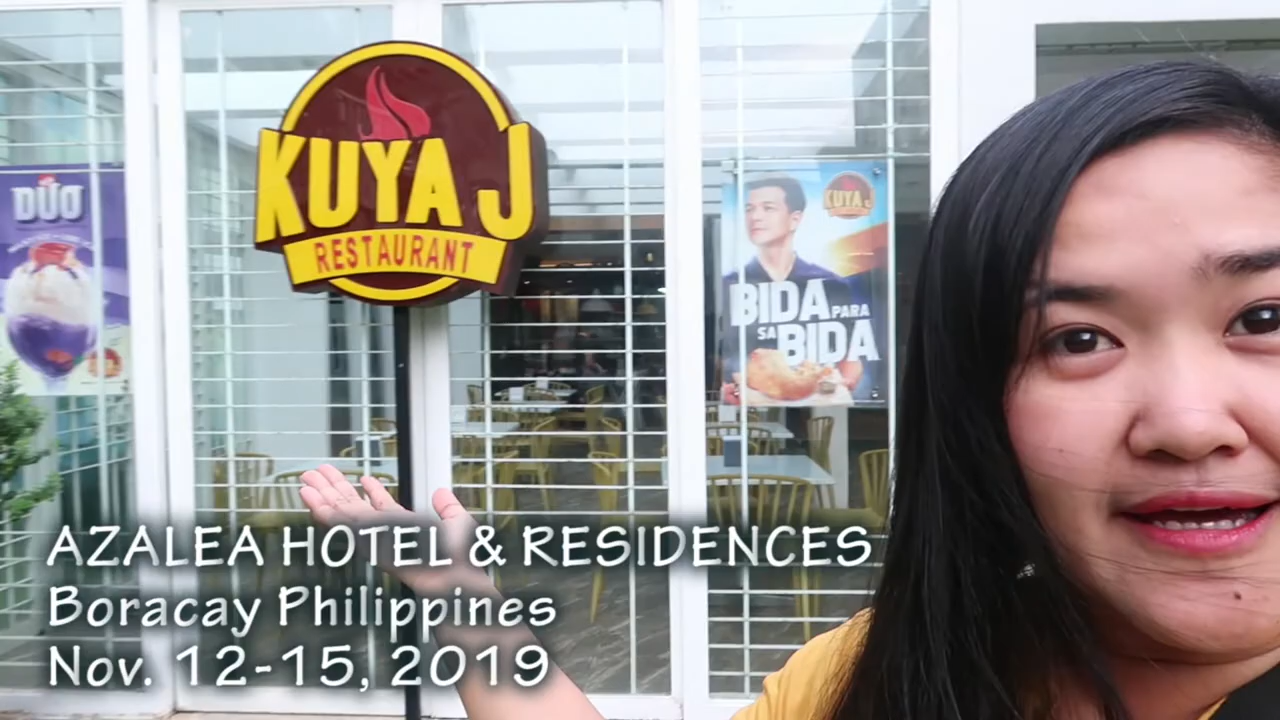 DUO
KUYA J
RESTAURANT
KUYA J
BIDA PARA
SA BIDA
AZALEA HOTEL & RESIDENCES
Boracay Philippines
Nov. 12-15, 2019